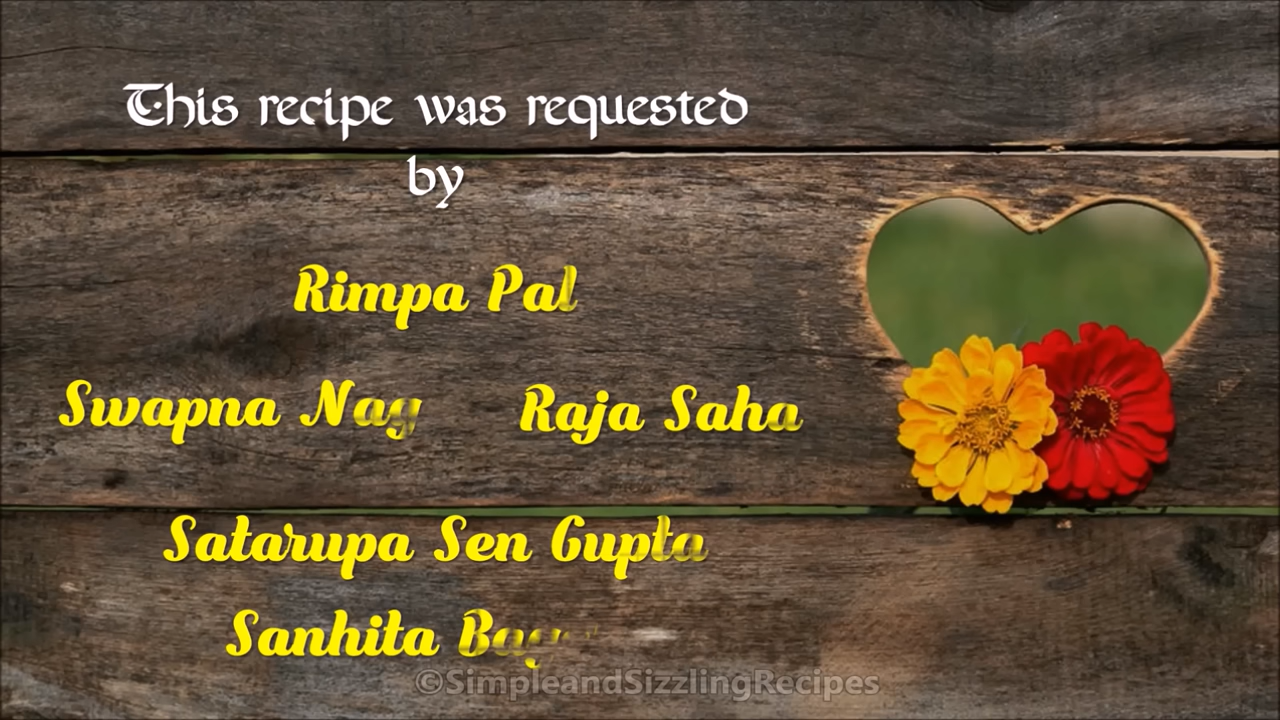 This recipe was requested
by
Rimpa Pal
Swapna Nag Raja Saha
Satarupa Sen Gupta
Sanhita
©SimpleandSizzlingRecipes